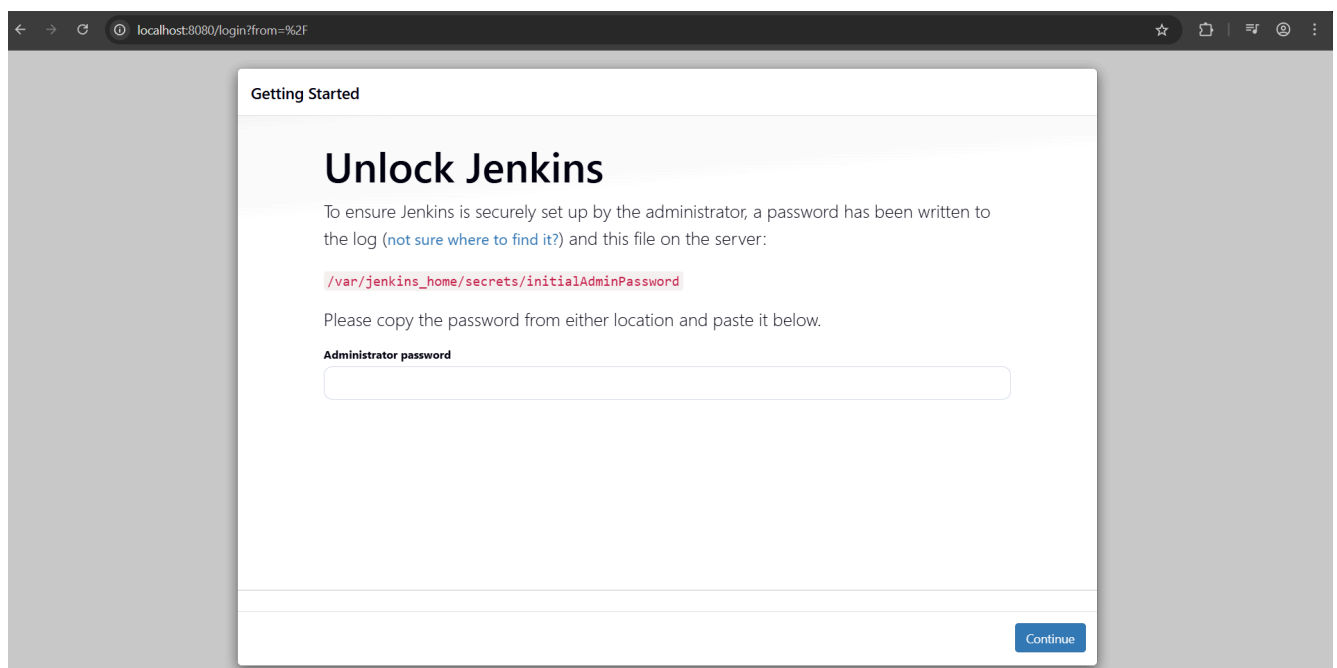 localhost:8080/login?from=%2F
Getting Started
Unlock Jenkins
To ensure Jenkins is securely set up by the administrator, a password has been written to
the log (not sure where to find it?) and this file on the server:
/var/jenkins_home/secrets/initialAdminPassword
Please copy the password from either location and paste it below.
Administrator password
Continue